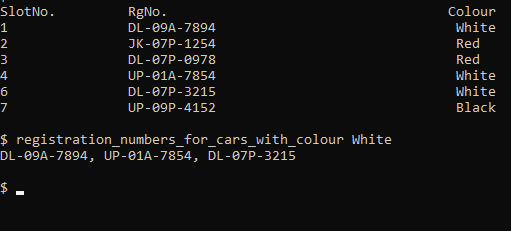 SlotNo. RgNo. Colour
1 DL-09A-7894 White
2 JK-07P-1254 Red
3 DL-07P-0978 Red
4 UP-01A-7854 White
6 DL-07P-3215 White
7 UP-09P-4152 Black
$ registration_numbers_for_cars_with_colour White
DL-09A-7894, UP-01A-7854, DL-07P-3215
$